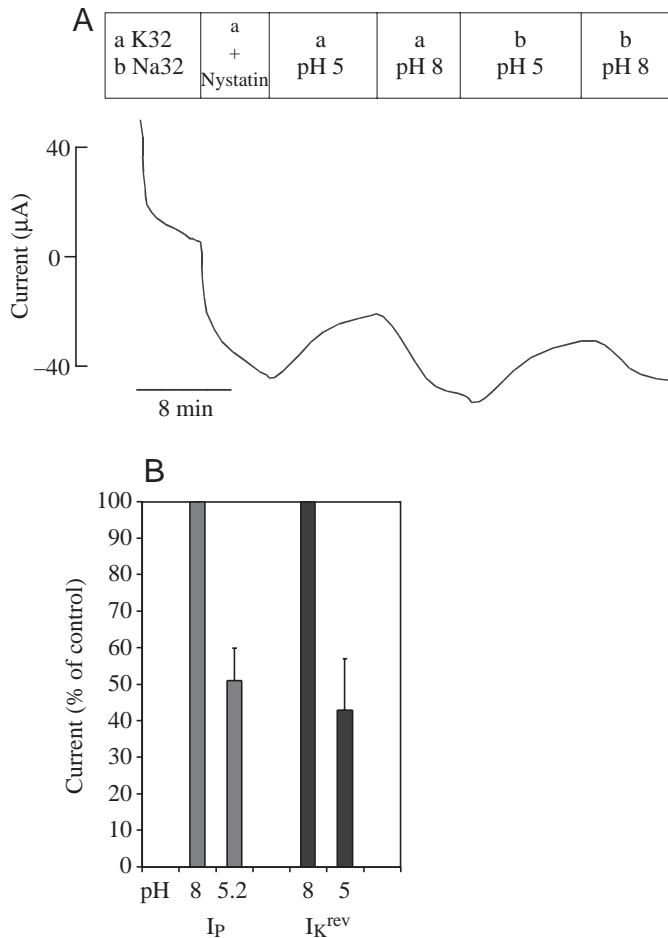 A
a K32
b Na32
a
+
Nystatin
a
pH 5
a
pH 8
b
pH 5
b
pH 8
Current (µA)
40
0
−40
8 min
B
Current (% of control)
100
90
80
70
60
50
40
30
20
10
0
pH 8 5.2 8 5
IP IKrev